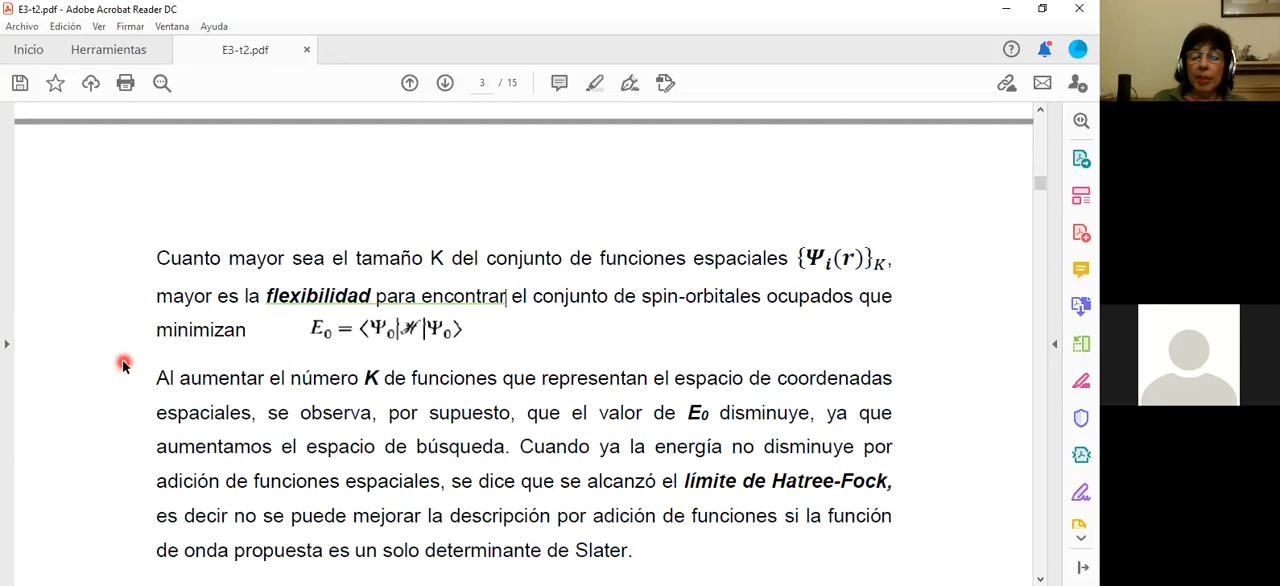 E3-t2.pdf - Adobe Acrobat Reader DC
Archivo Edición Ver Firmar Ventana Ayuda
Inicio Herramientas E3-t2.pdf ×
3 / 15
Cuanto mayor sea el tamaño K del conjunto de funciones espaciales {Ψi(r)}K,
mayor es la flexibilidad para encontrar el conjunto de spin-orbitales ocupados que
minimizan E₀ = ⟨Ψ₀|ℋ|Ψ₀⟩
Al aumentar el número K de funciones que representan el espacio de coordenadas
espaciales, se observa, por supuesto, que el valor de E₀ disminuye, ya que
aumentamos el espacio de búsqueda. Cuando ya la energía no disminuye por
adición de funciones espaciales, se dice que se alcanzó el límite de Hatree-Fock,
es decir no se puede mejorar la descripción por adición de funciones si la función
de onda propuesta es un solo determinante de Slater.